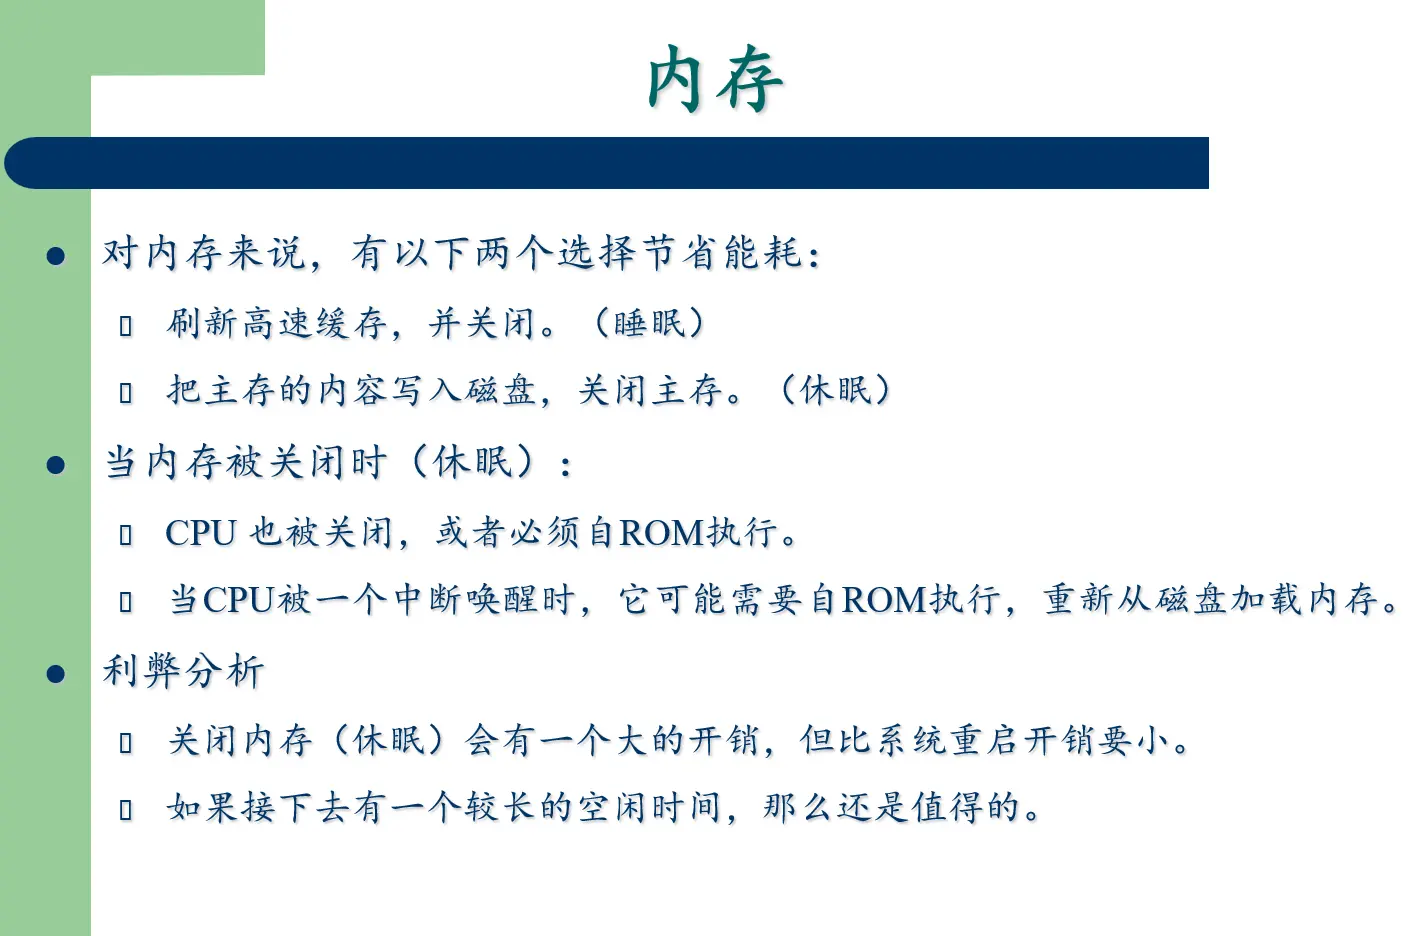 内存
对内存来说，有以下两个选择节省能耗：
刷新高速缓存，并关闭。（睡眠）
把主存的内容写入磁盘，关闭主存。（休眠）
当内存被关闭时（休眠）：
CPU 也被关闭，或者必须自ROM执行。
当CPU被一个中断唤醒时，它可能需要自ROM执行，重新从磁盘加载内存。
利弊分析
关闭内存（休眠）会有一个大的开销，但比系统重启开销要小。
如果接下去有一个较长的空闲时间，那么还是值得的。